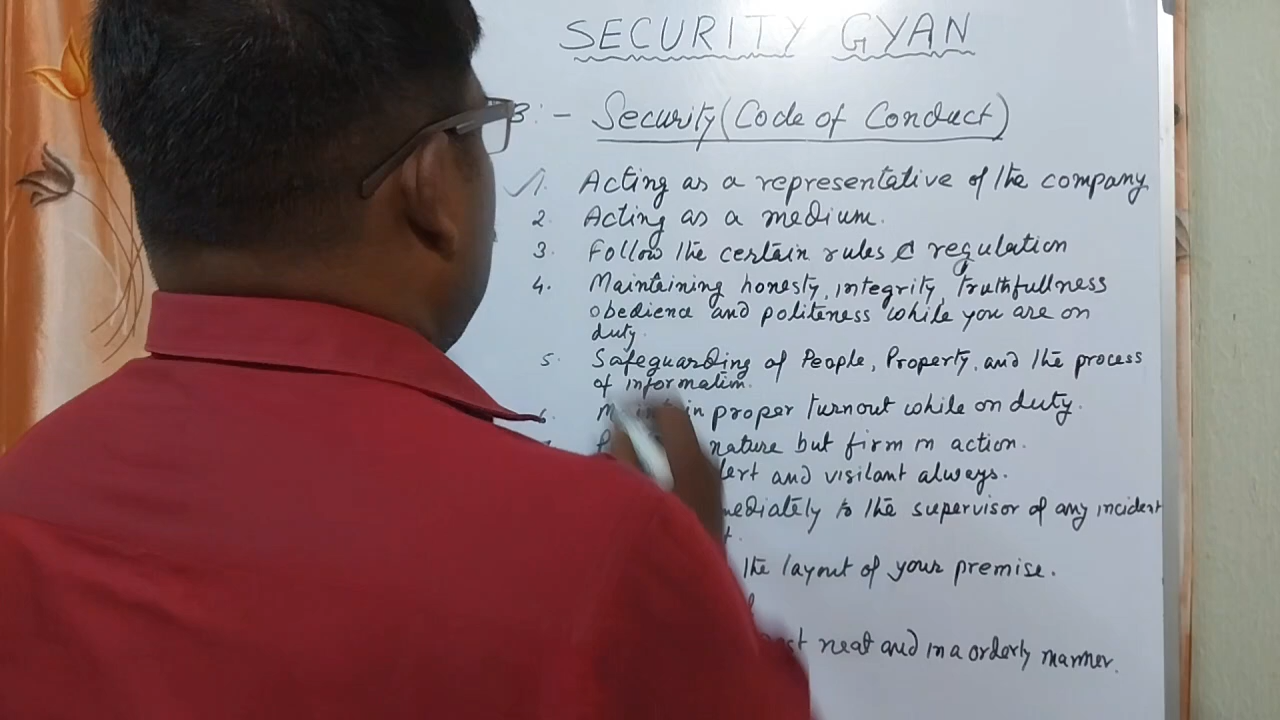 SECURITY GYAN
3:- Security (Code of Conduct)
1. Acting as a representative of the company
2. Acting as a medium.
3. Follow the certain rules & regulation
4. Maintaining honesty, integrity, truthfullness
obedience and politeness while you are on
duty.
5. Safeguarding of People, Property, and the process
of information.
in proper turnout while on duty.
nature but firm in action.
and visilant always.
to the supervisor of any incident
the layout of your premise.
neat and in a orderly manner.